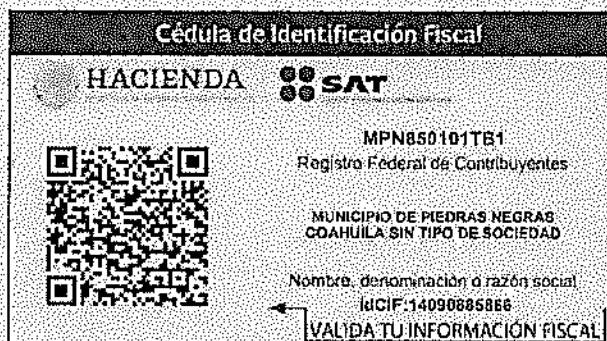 Cédula de Identificación Fiscal
HACIENDA
SAT
MPN850101TB1
Registro Federal de Contribuyentes
MUNICIPIO DE PIEDRAS NEGRAS
COAHUILA SIN TIPO DE SOCIEDAD
Nombre, denominación o razón social
idCIF:14090885866
VALIDA TU INFORMACIÓN FISCAL